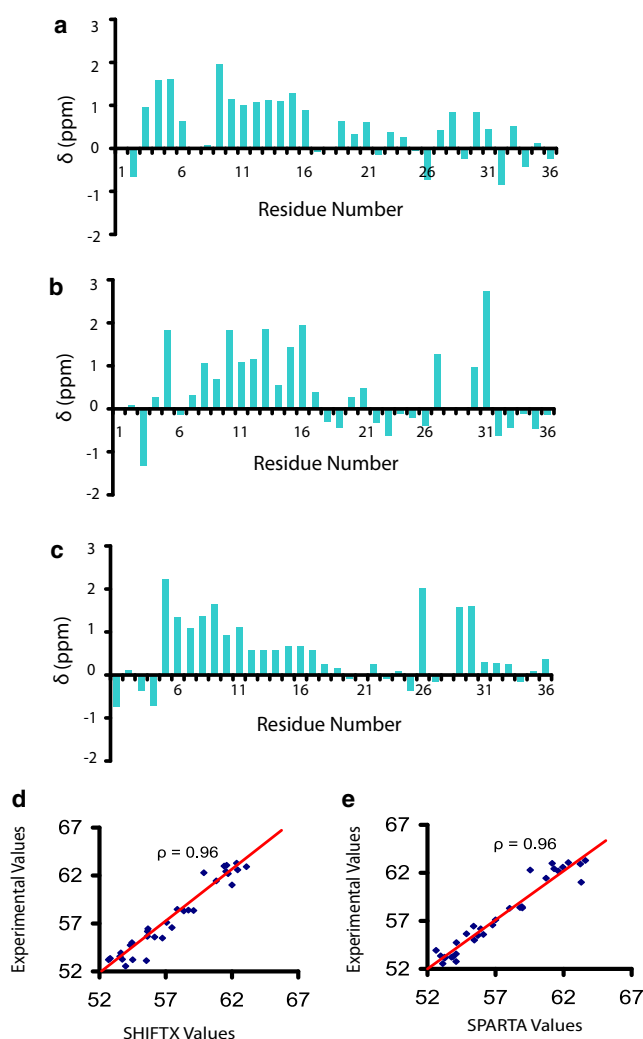 a
3
2
1
0
-1
-2
δ (ppm)
1 6 11 16 21 26 31 36
Residue Number
b
3
2
1
0
-1
-2
δ (ppm)
1 6 11 16 21 26 31 36
Residue Number
c
3
2
1
0
-1
-2
δ (ppm)
6 11 16 21 26 31 36
Residue Number
d
67
62
57
52
Experimental Values
ρ = 0.96
52 57 62 67
SHIFTX Values
e
67
62
57
52
Experimental Values
ρ = 0.96
52 57 62 67
SPARTA Values